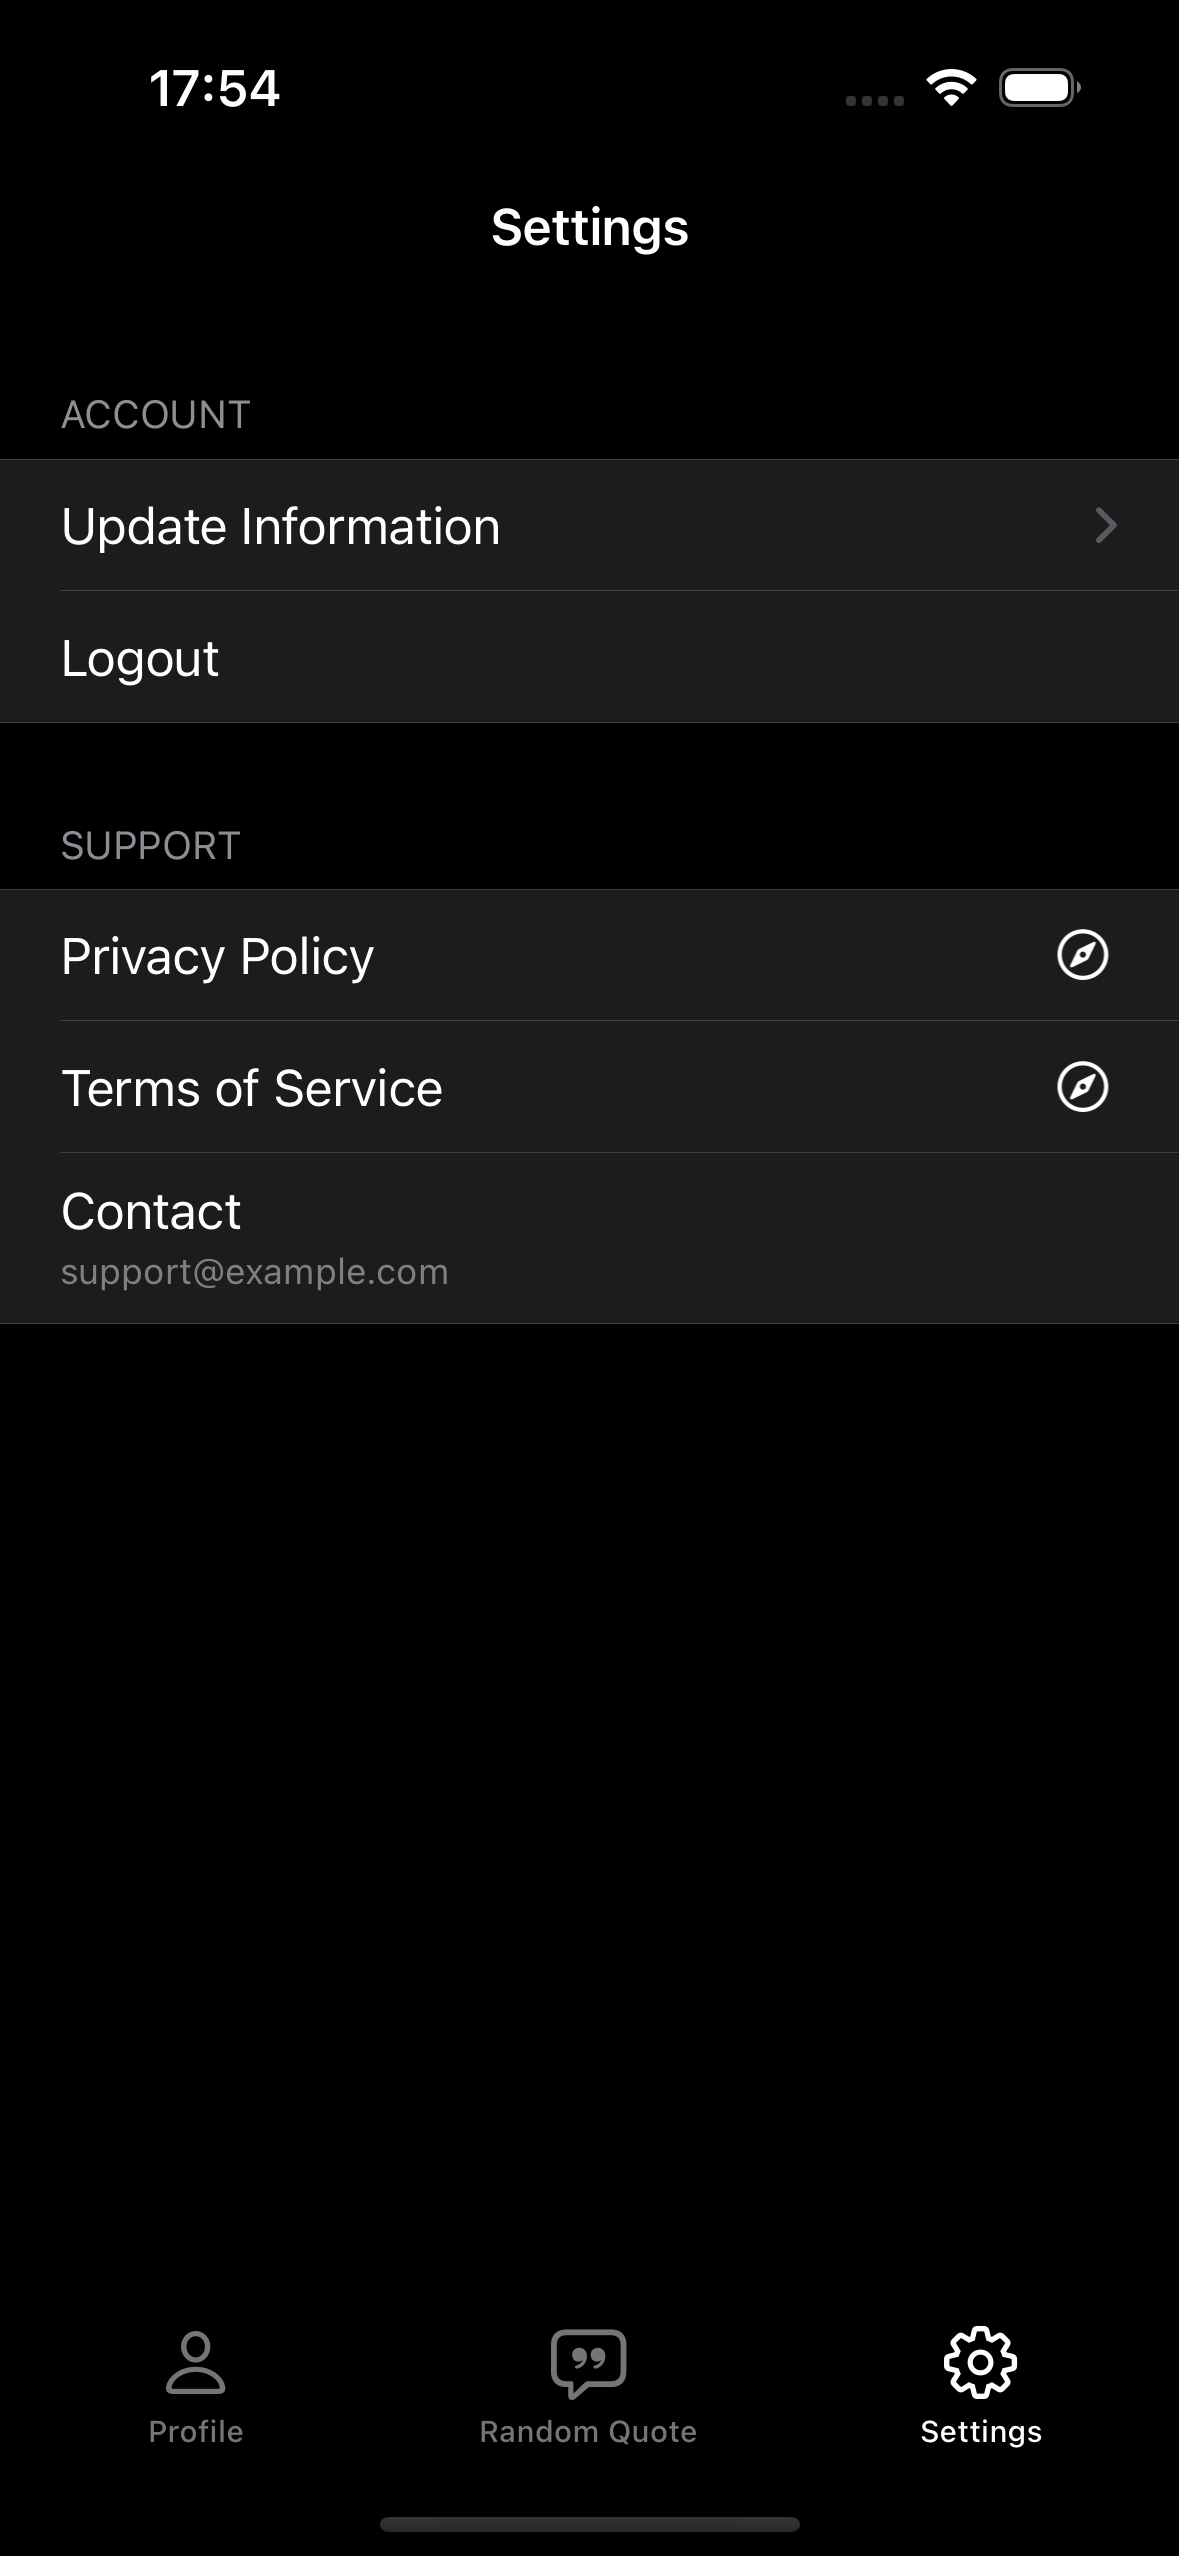 17:54
Settings
ACCOUNT
Update Information
Logout
SUPPORT
Privacy Policy
Terms of Service
Contact
support@example.com
Profile
Random Quote
Settings